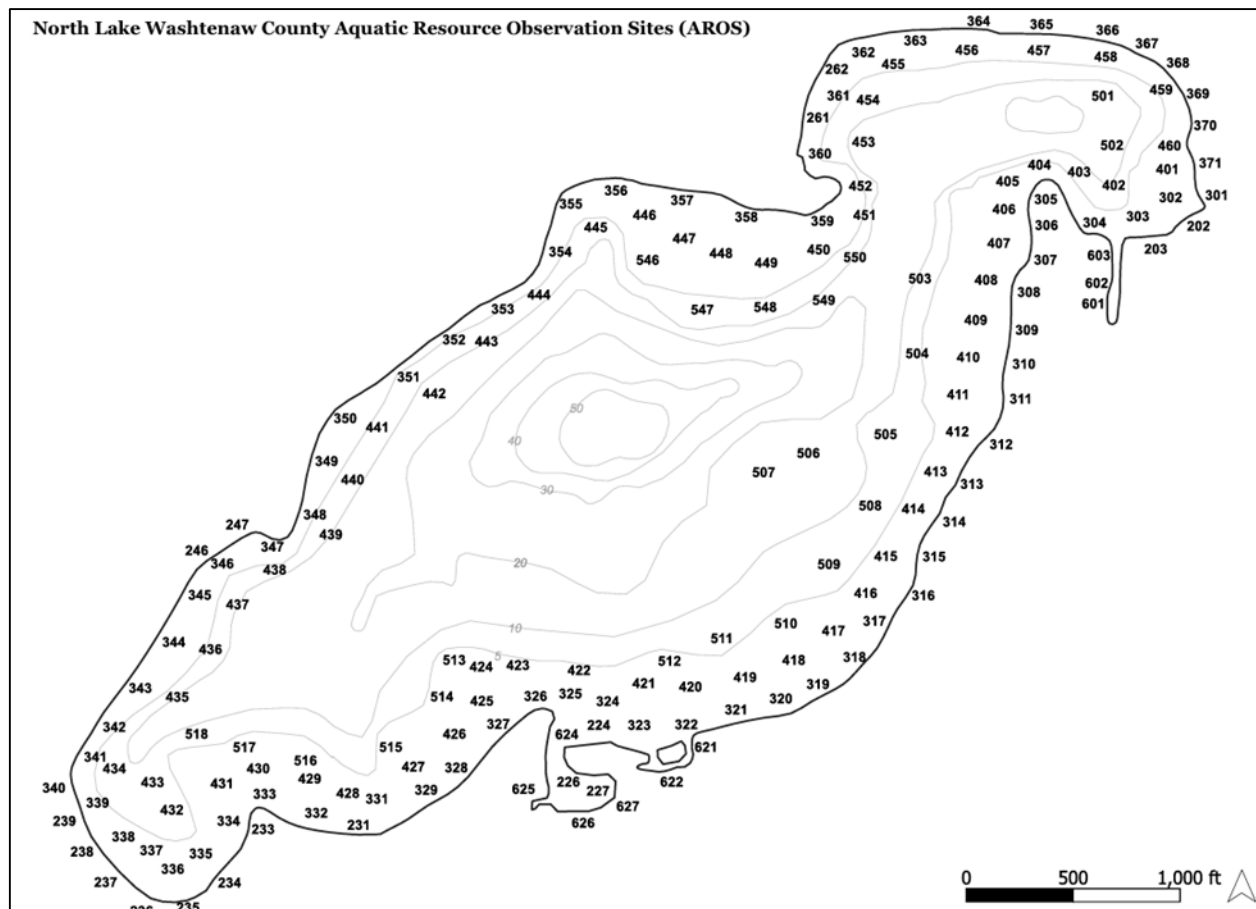 North Lake Washtenaw County Aquatic Resource Observation Sites (AROS)
364 365 366
363 456 457 458 367
362 455 368
262 459 369
361 454 501
261 370
453 502 460
360 404 403 401 371
452 405 402 302 301
356 357 305
355 446 358 359 451 406 304 303 202
445 447 306
354 448 450 407 603 203
546 449 550 307
503 408 602
444 308
353 547 548 549 601
409 309
352 443 504 410 310
351
442 411 311
350 50
441 505 412 312
40
349 506
440 507 413 313
30
348 508 414 314
247 439
246 347 415 315
346 438 20 509
345 437 416 316
510 317
344 10 511 417
436 5
513 424 423 422 512 418 318
343 435 421 420 419 319
514 425 326 325 324 320
342 327 321
518 426 624 224 323 322
517 515 621
341 434 430 516 427 328
433 431 429 622
340 333 428 331 329 625 226 227
339 432 332 627
239 334 233 231 626
338
238 337 335
336
237 234
235
0 500 1,000 ft